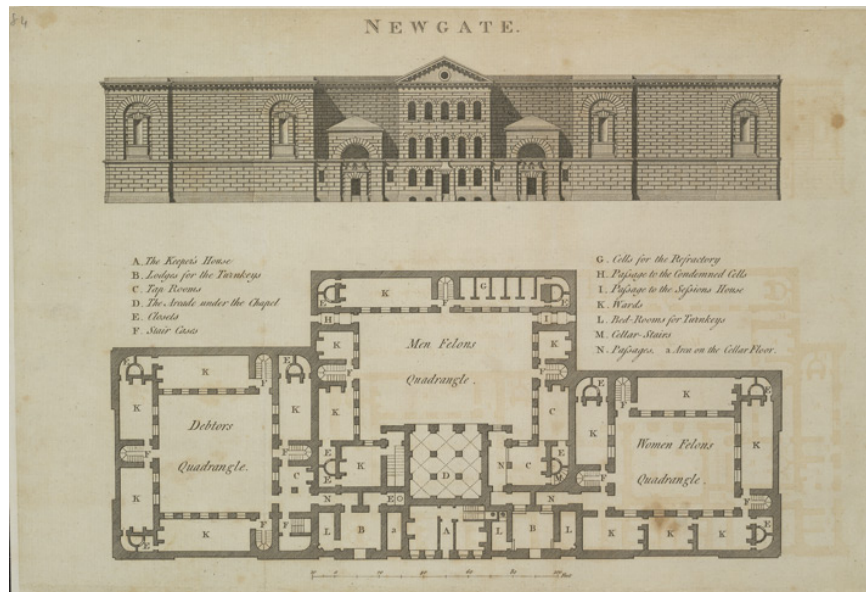 84
NEWGATE.
A. The Keeper's House
B. Lodges for the Turnkeys
C. Tap Rooms
D. The Arcade under the Chapel
E. Closets
F. Stair Cases
G. Cells for the Refractory
H. Paſsage to the Condemned Cells
I. Paſsage to the Seſsions House
K. Wards
L. Bed-Rooms for Turnkeys
M. Cellar-Stairs
N. Paſsages. a Area on the Cellar Floor.
E K F G E
H I
K Men Felons K
F Quadrangle. F
E K F E
K K C
Debtors
Quadrangle.
F F
K C
E K D N C E M
N E N
K L B a A L B L
E K F F
E F K
K Women Felons K
Quadrangle.
F F
K K K E
Feet